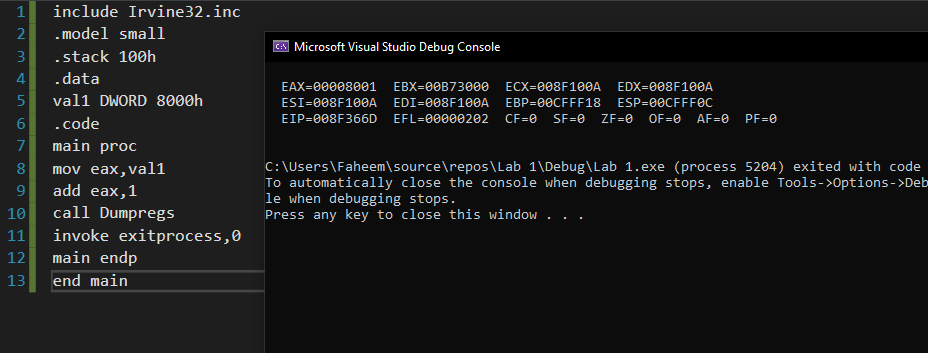 1 include Irvine32.inc
2 .model small
3 .stack 100h
4 .data
5 val1 DWORD 8000h
6 .code
7 main proc
8 mov eax,val1
9 add eax,1
10 call Dumpregs
11 invoke exitprocess,0
12 main endp
13 end main
C:\ Microsoft Visual Studio Debug Console
EAX=00008001 EBX=00B73000 ECX=008F100A EDX=008F100A
ESI=008F100A EDI=008F100A EBP=00CFFF18 ESP=00CFFF0C
EIP=008F366D EFL=00000202 CF=0 SF=0 ZF=0 OF=0 AF=0 PF=0
C:\Users\Faheem\source\repos\Lab 1\Debug\Lab 1.exe (process 5204) exited with code
To automatically close the console when debugging stops, enable Tools->Options->Deb
le when debugging stops.
Press any key to close this window . . .